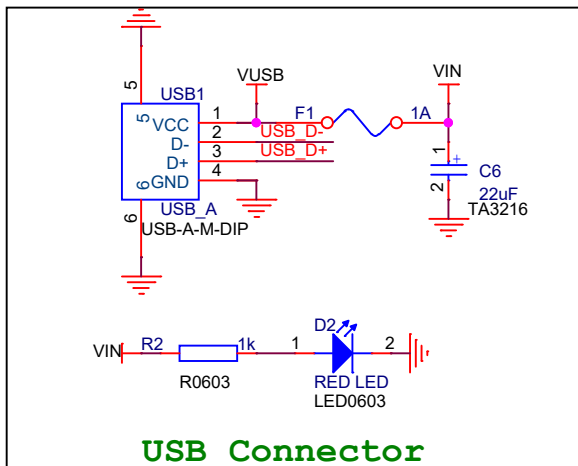 5
USB1
VUSB
VIN
5
VCC
1
F1
1A
D-
2
USB_D-
D+
3
USB_D+
GND
4
6
USB_A
6
USB-A-M-DIP
1
+
C6
2
22uF
TA3216
VIN
R2
1k
R0603
1
D2
2
RED LED
LED0603
USB Connector